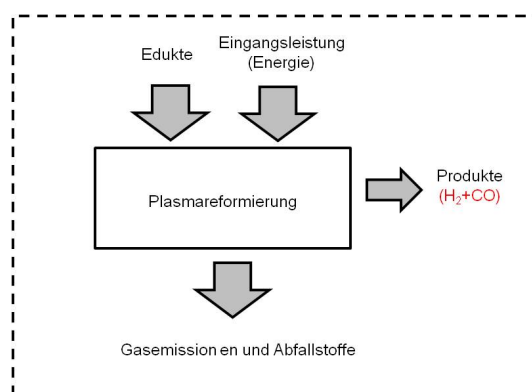 Edukte
Eingangsleistung
(Energie)
Plasmareformierung
Produkte
(H₂+CO)
Gasemission en und Abfallstoffe